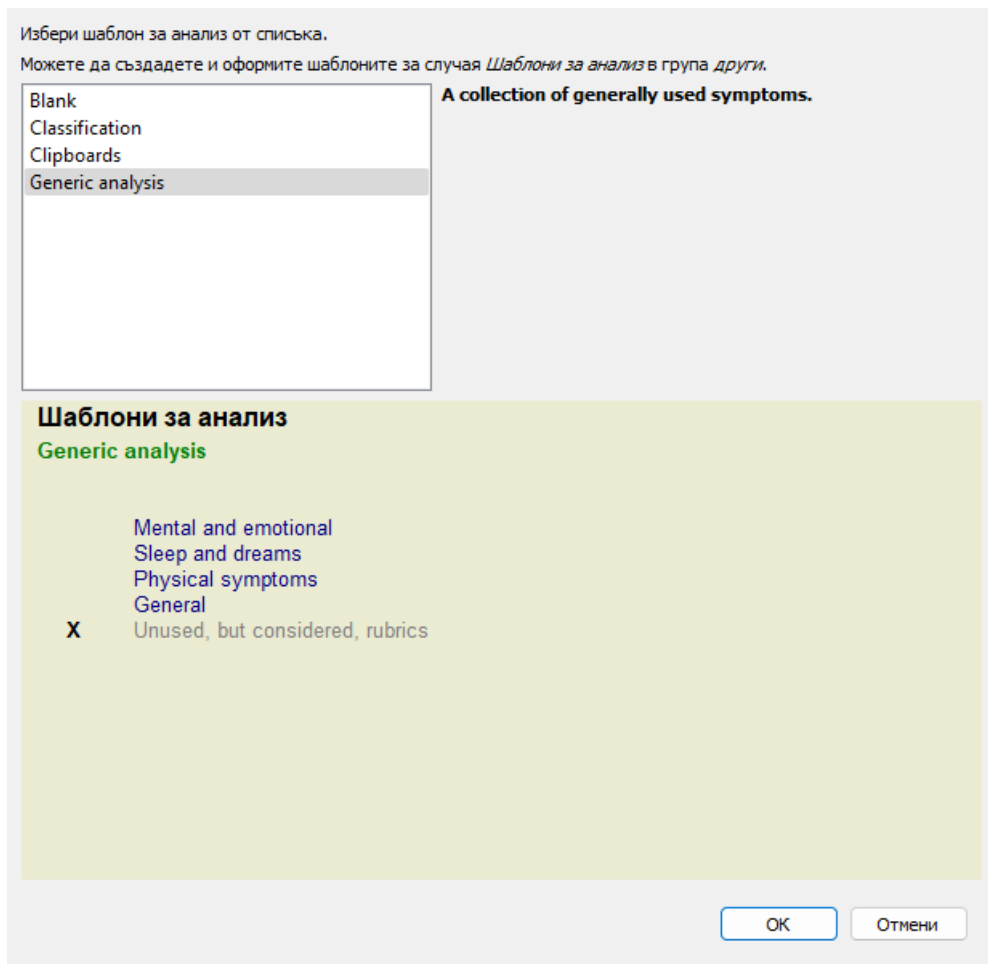 Избери шаблон за анализ от списъка.
Можете да създадете и оформите шаблоните за случая Шаблони за анализ в група други.
Blank
Classification
Clipboards
Generic analysis
A collection of generally used symptoms.
Шаблони за анализ
Generic analysis
Mental and emotional
Sleep and dreams
Physical symptoms
General
X Unused, but considered, rubrics
OK Отмени